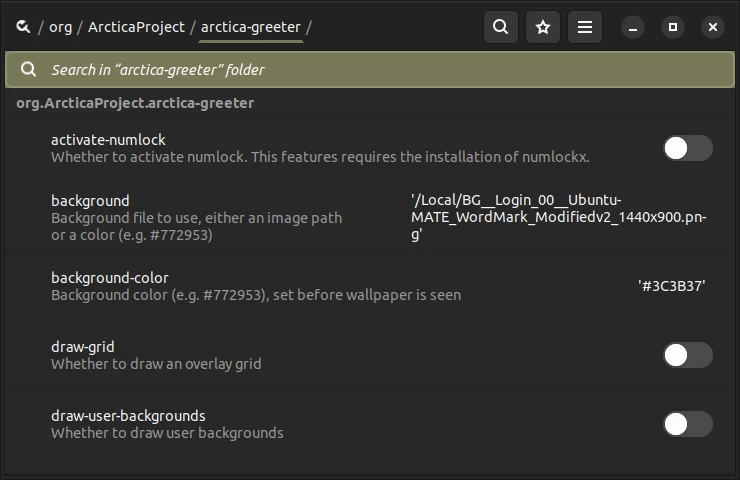 / org / ArcticaProject / arctica-greeter /
Search in “arctica-greeter” folder
org.ArcticaProject.arctica-greeter
activate-numlock
Whether to activate numlock. This features requires the installation of numlockx.
background
Background file to use, either an image path
or a color (e.g. #772953)
'/Local/BG__Login_00__Ubuntu-
MATE_WordMark_Modifiedv2_1440x900.pn-
g'
background-color
Background color (e.g. #772953), set before wallpaper is seen
'#3C3B37'
draw-grid
Whether to draw an overlay grid
draw-user-backgrounds
Whether to draw user backgrounds